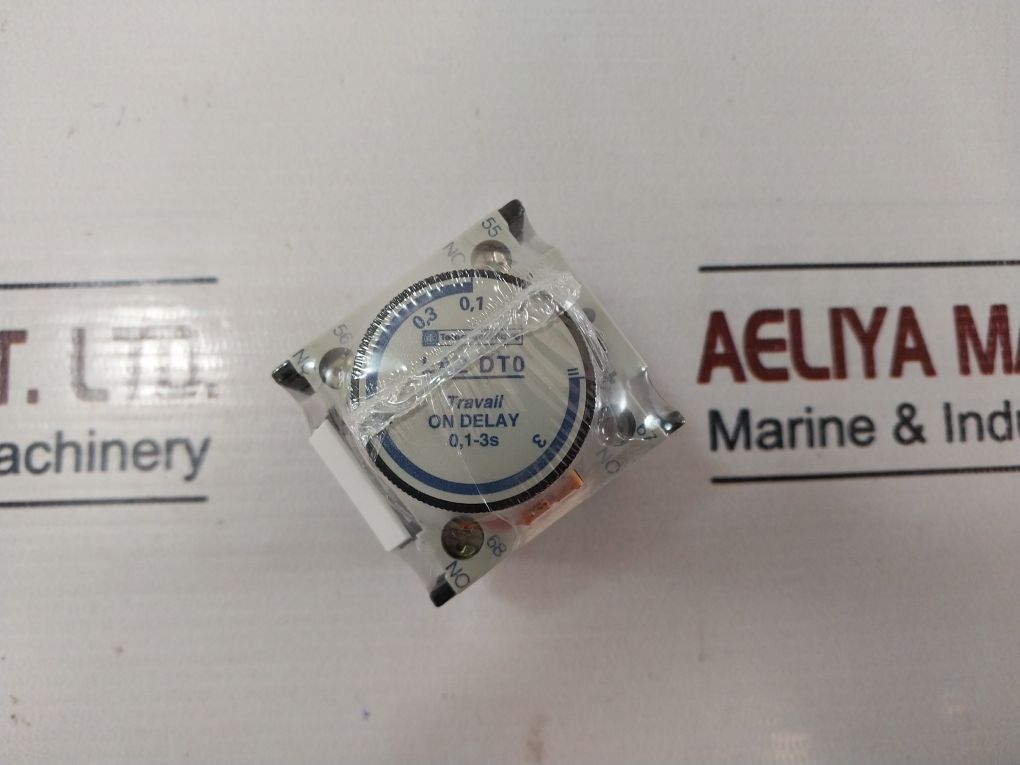 T. LTD.
achinery
AELIYA MA
Marine & Indu
55
NC
56
N
0,3
0,1
DT0
Travail
ON DELAY
0,1-3s
3
67
NO
68
NO